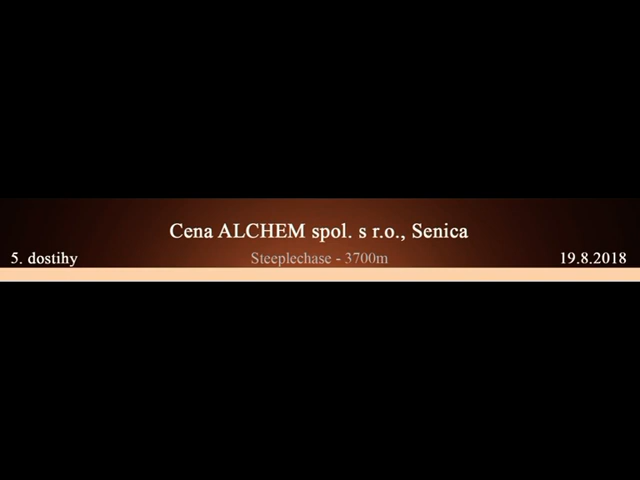 Cena ALCHEM spol. s r.o., Senica
5. dostihy Steeplechase - 3700m 19.8.2018